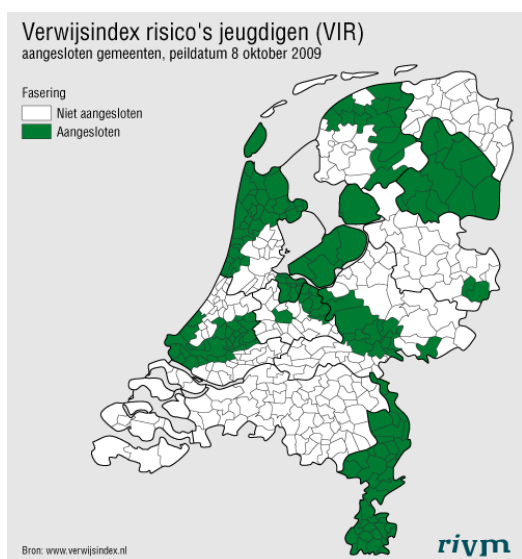 Verwijsindex risico's jeugdigen (VIR)
aangesloten gemeenten, peildatum 8 oktober 2009
Fasering
Niet aangesloten
Aangesloten
Bron: www.verwijsindex.nl
rivm